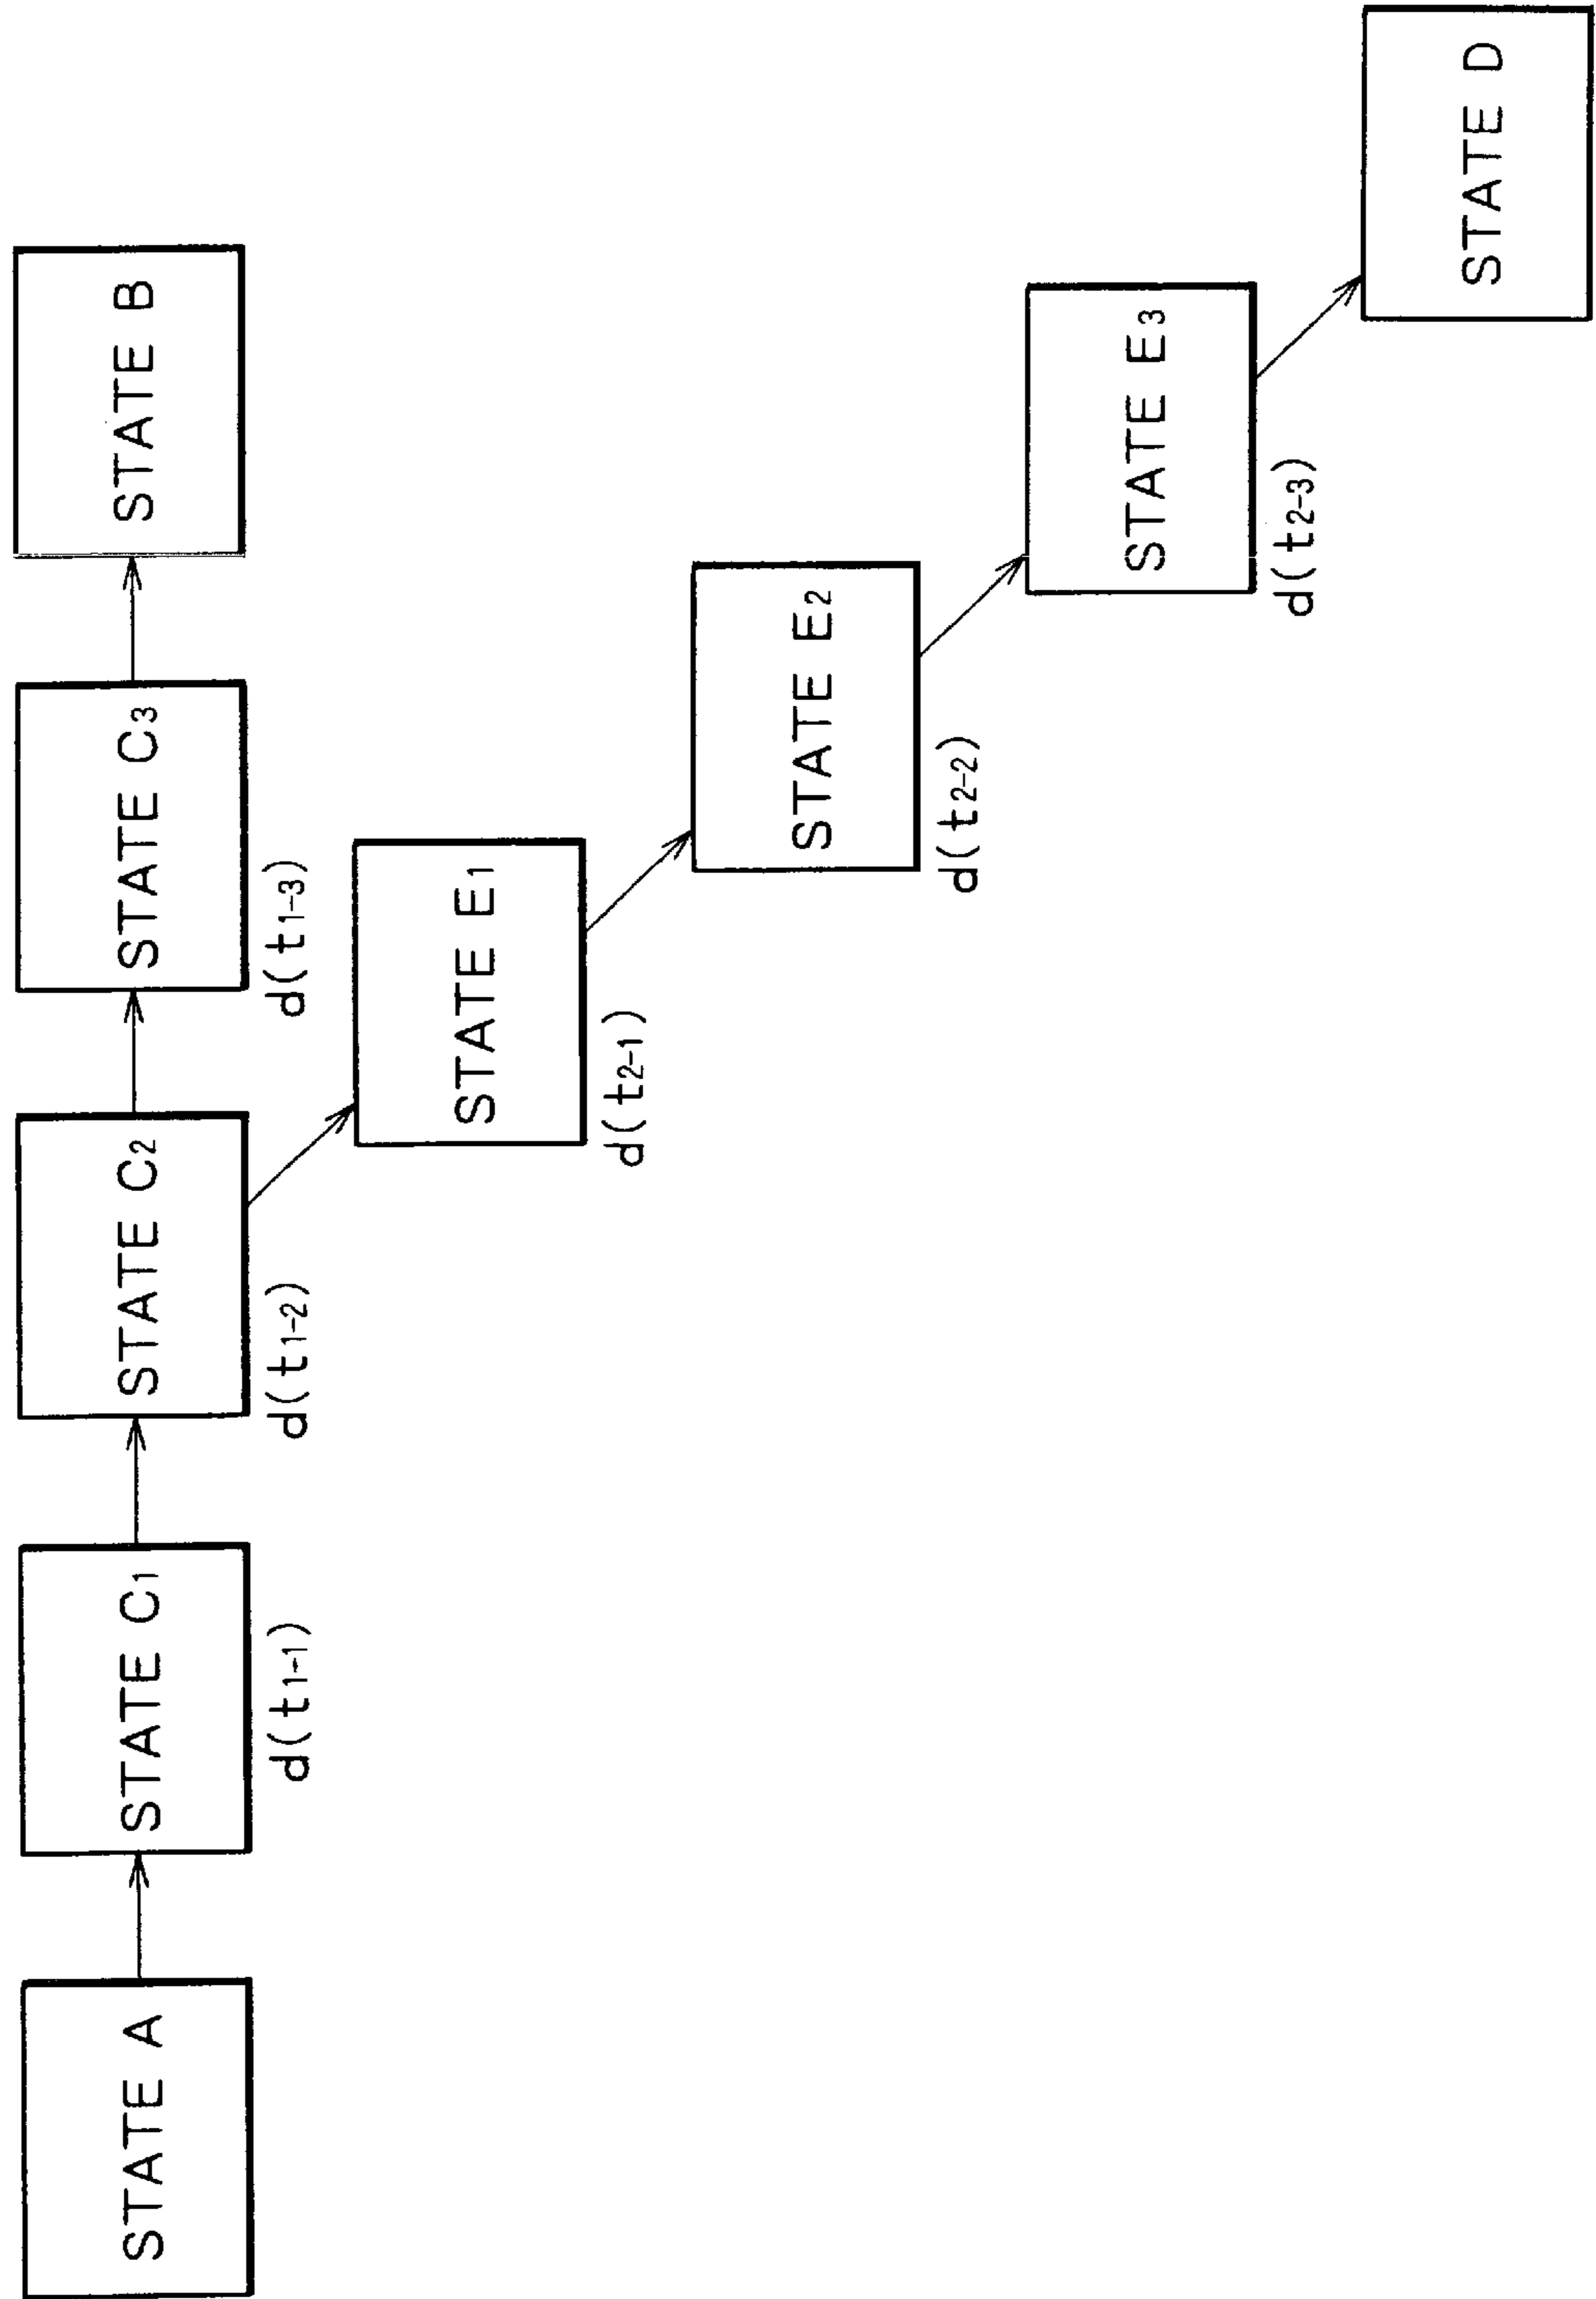 STATE A
STATE C1
STATE C2
STATE C3
STATE B
d(t1-1)
d(t1-2)
d(t1-3)
STATE E1
d(t2-1)
STATE E2
d(t2-2)
STATE E3
d(t2-3)
STATE D